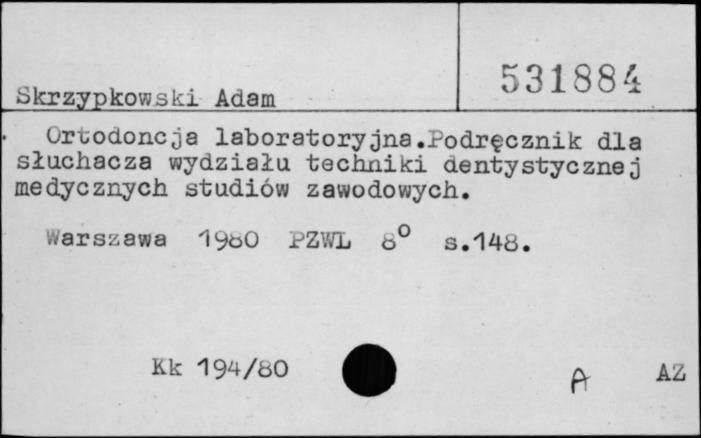 531884
Skrzypkowski Adam
Ortodoncja laboratoryjna.Podręcznik dla
słuchacza wydziału techniki dentystycznej
medycznych studiów zawodowych.
Warszawa 1980 PZWL 8° s.148.
Kk 194/80
A AZ